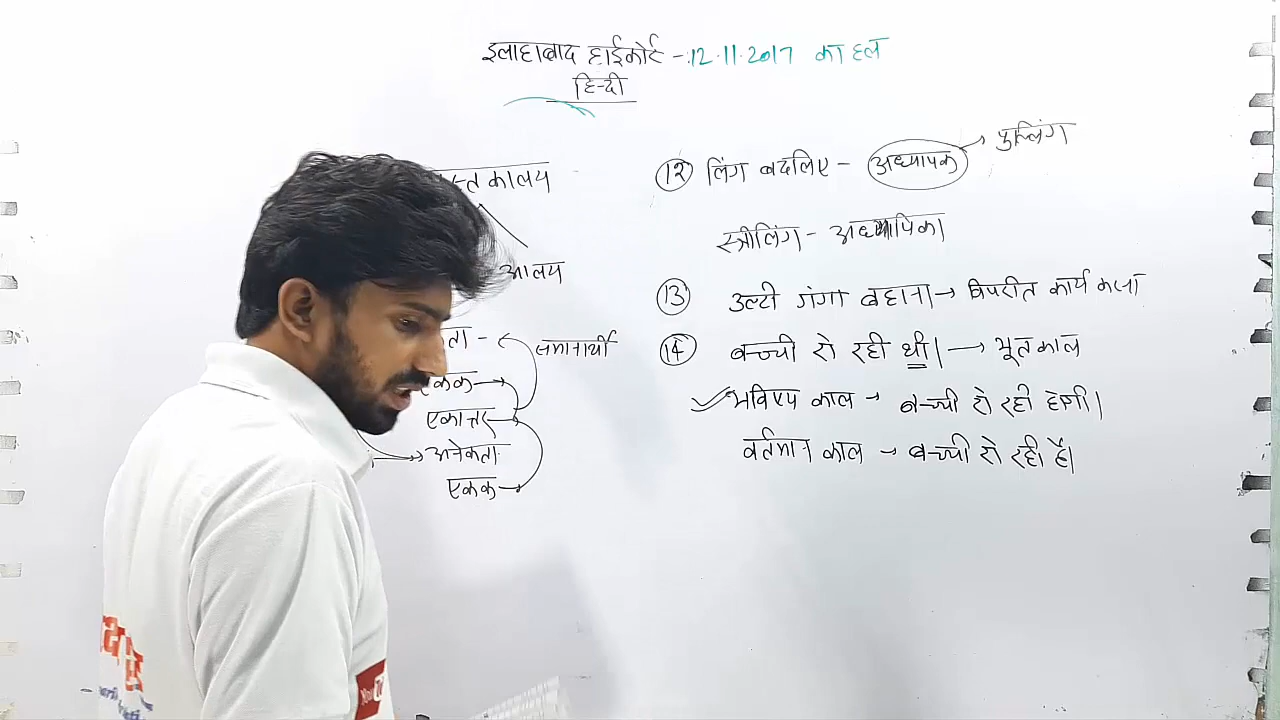 इलाहाबाद हाईकोर्ट - 12.11.2017 का हल
हिन्दी
कालय
आलय
ता - समानार्थी
एकक
एकान्तर
अनेकता
एकक
(12) लिंग बदलिए - अध्यापक → पुल्लिंग
स्त्रीलिंग - अध्यापिका
(13) उल्टी गंगा बहाना → विपरीत कार्य करना
(14) बच्ची रो रही थी। → भूतकाल
भविष्य काल → बच्ची रो रही होगी।
वर्तमान काल → बच्ची रो रही है।